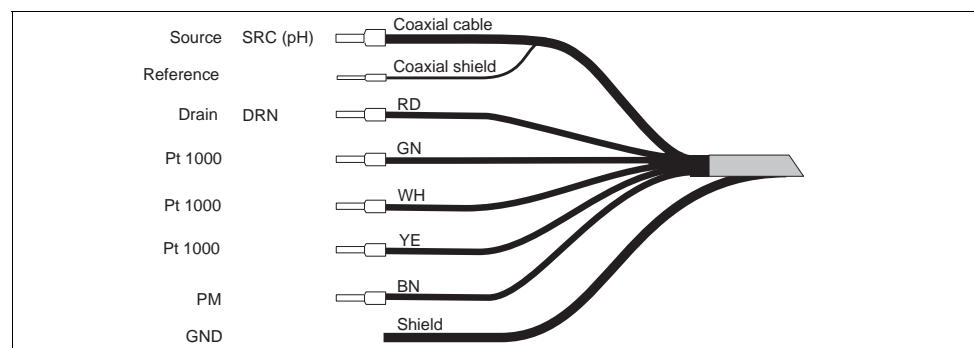 Source SRC (pH) Coaxial cable
Reference Coaxial shield
Drain DRN RD
Pt 1000 GN
Pt 1000 WH
Pt 1000 YE
PM BN
GND Shield